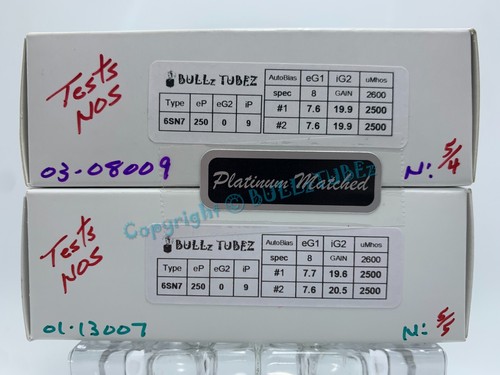 Tests
NOS
BULLz TUBEZ
AutoBias eG1 iG2 uMhos
spec 8 GAIN 2600
Type eP eG2 iP
#1 7.6 19.9 2500
6SN7 250 0 9
#2 7.6 19.9 2500
03-08009
N: 5/4
Platinum Matched
Copyright © BULLZTUBEZ
Tests
NOS
BULLz TUBEZ
AutoBias eG1 iG2 uMhos
spec 8 GAIN 2600
Type eP eG2 iP
#1 7.7 19.6 2500
6SN7 250 0 9
#2 7.6 20.5 2500
01-13007
N: 5/5